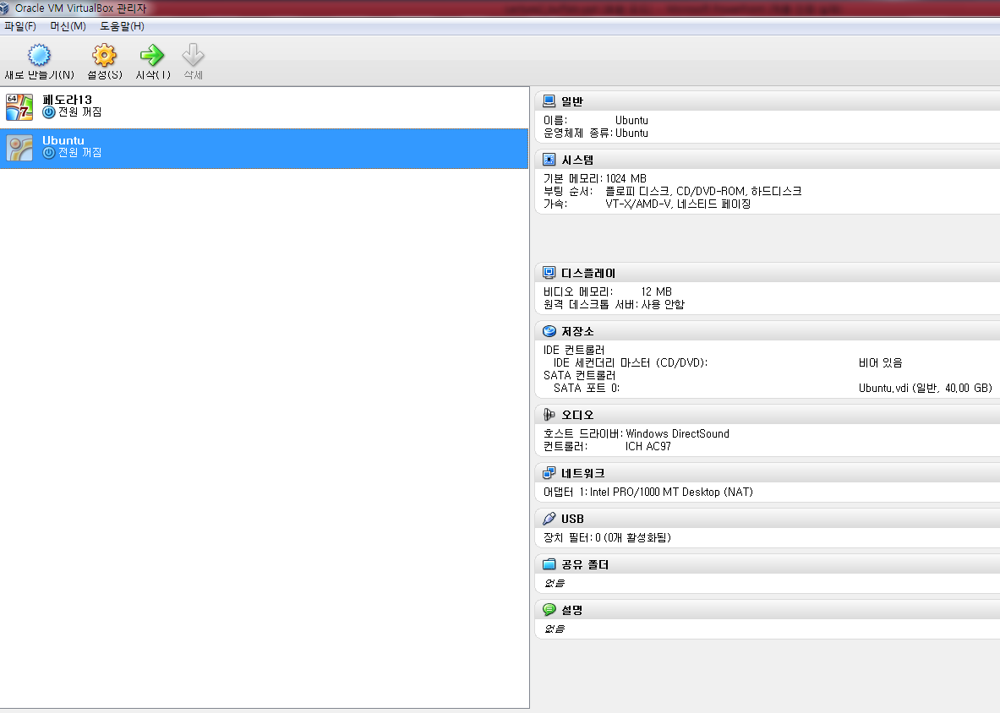 Oracle VM VirtualBox 관리자
파일(F) 머신(M) 도움말(H)
새로 만들기(N) 설정(S) 시작(T) 삭제
64
7
페도라13
전원 꺼짐
Ubuntu
전원 꺼짐
일반
이름: Ubuntu
운영체제 종류: Ubuntu
시스템
기본 메모리: 1024 MB
부팅 순서: 플로피 디스크, CD/DVD-ROM, 하드디스크
가속: VT-X/AMD-V, 네스티드 페이징
디스플레이
비디오 메모리: 12 MB
원격 데스크톱 서버: 사용 안함
저장소
IDE 컨트롤러
IDE 세컨더리 마스터 (CD/DVD): 비어 있음
SATA 컨트롤러
SATA 포트 0: Ubuntu.vdi (일반, 40.00 GB)
오디오
호스트 드라이버: Windows DirectSound
컨트롤러: ICH AC97
네트워크
어댑터 1: Intel PRO/1000 MT Desktop (NAT)
USB
장치 필터: 0 (0개 활성화됨)
공유 폴더
없음
설명
없음